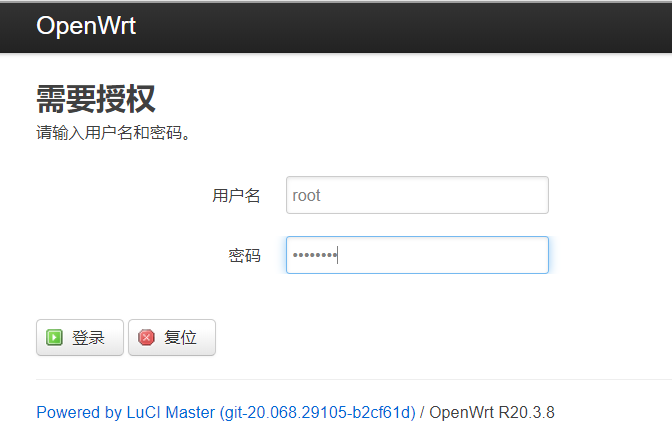 OpenWrt
需要授权
请输入用户名和密码。
用户名 root
密码 ••••••••
登录 复位
Powered by LuCI Master (git-20.068.29105-b2cf61d) / OpenWrt R20.3.8